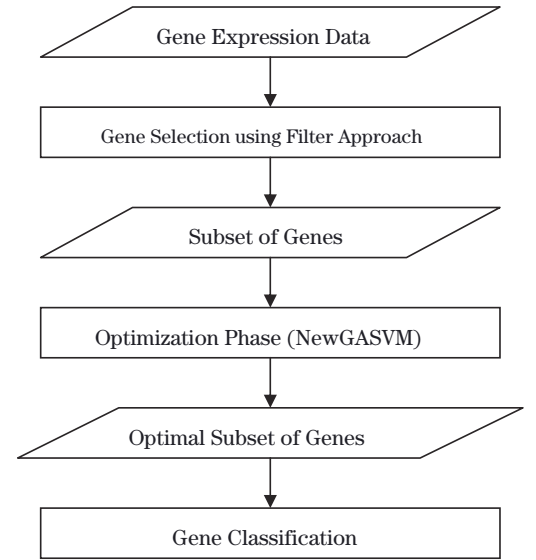 Gene Expression Data
Gene Selection using Filter Approach
Subset of Genes
Optimization Phase (NewGASVM)
Optimal Subset of Genes
Gene Classification